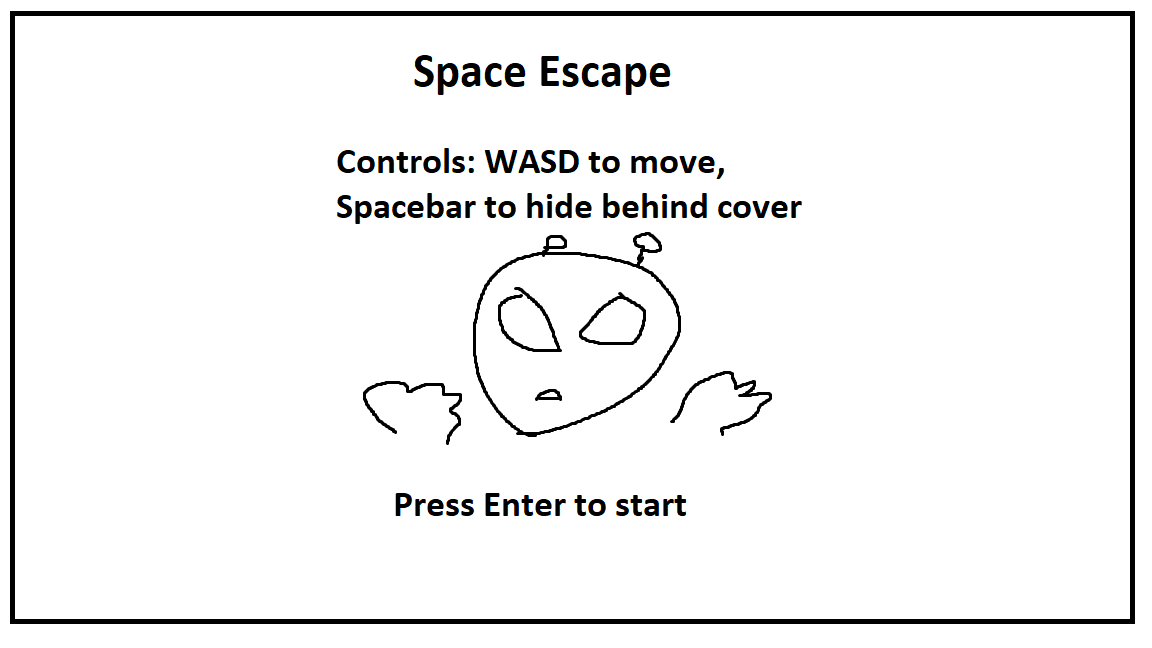 Space Escape
Controls: WASD to move,
Spacebar to hide behind cover
Press Enter to start